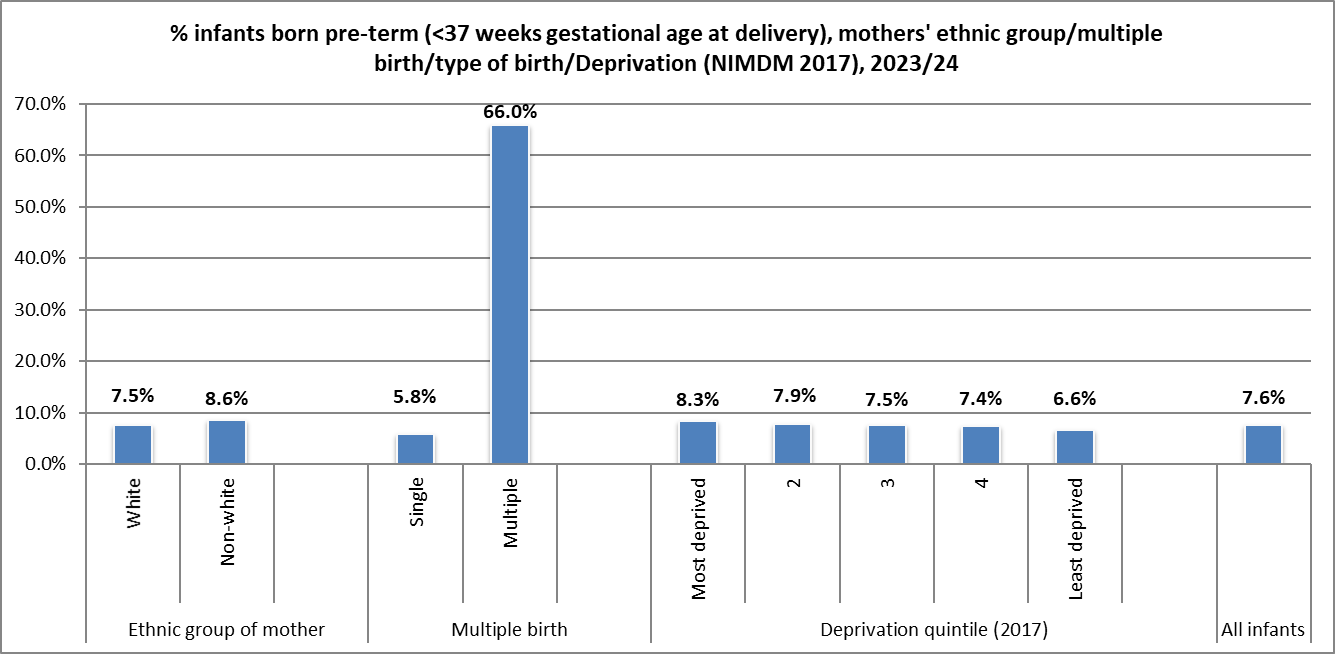 % infants born pre-term (<37 weeks gestational age at delivery), mothers' ethnic group/multiple
birth/type of birth/Deprivation (NIMDM 2017), 2023/24
70.0%
60.0%
50.0%
40.0%
30.0%
20.0%
10.0%
0.0%
7.5%
8.6%
5.8%
66.0%
8.3%
7.9%
7.5%
7.4%
6.6%
7.6%
White
Non-white
Single
Multiple
Most deprived
2
3
4
Least deprived
Ethnic group of mother
Multiple birth
Deprivation quintile (2017)
All infants